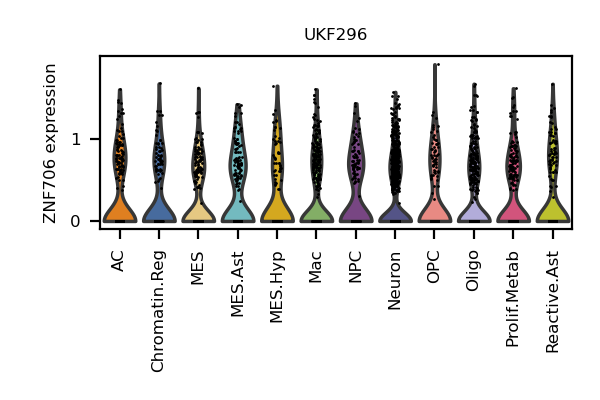 UKF296
ZNF706 expression
1
0
AC
Chromatin.Reg
MES
MES.Ast
MES.Hyp
Mac
NPC
Neuron
OPC
Oligo
Prolif.Metab
Reactive.Ast